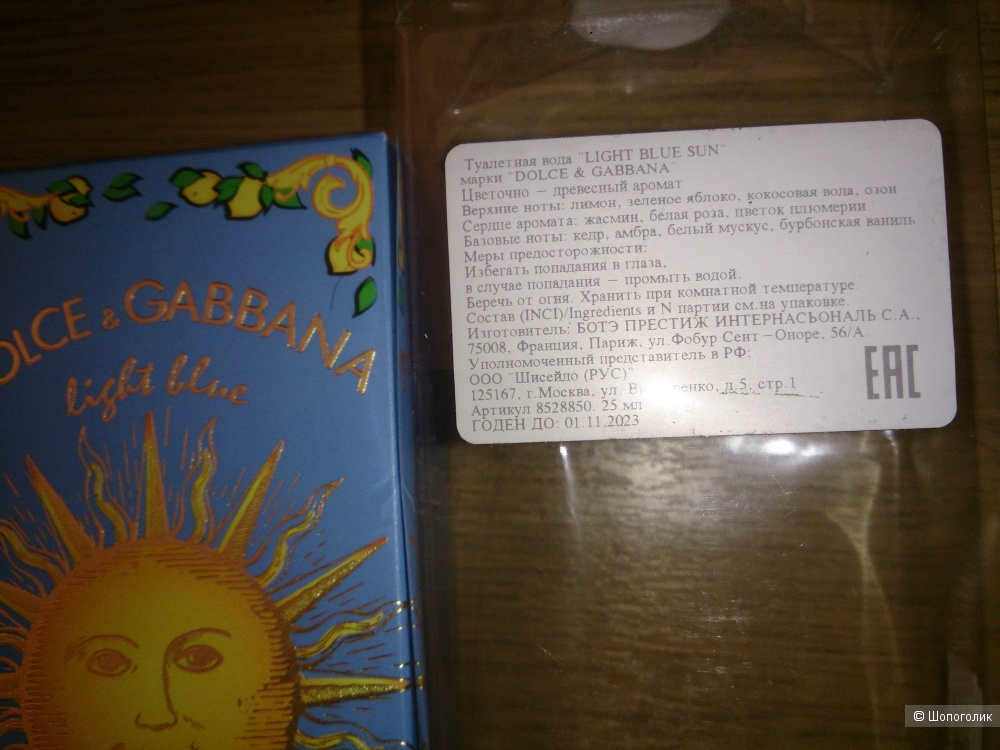 DOLCE & GABBANA
light blue
Туалетная вода "LIGHT BLUE SUN"
марки "DOLCE & GABBANA"
Цветочно – древесный аромат
Верхние ноты: лимон, зеленое яблоко, кокосовая вода, озон
Сердце аромата: жасмин, белая роза, цветок плюмерии
Базовые ноты: кедр, амбра, белый мускус, бурбонская ваниль
Меры предосторожности:
Избегать попадания в глаза,
в случае попадания – промыть водой.
Беречь от огня. Хранить при комнатной температуре.
Состав (INCI)/Ingredients и N партии см.на упаковке.
Изготовитель: БОТЭ ПРЕСТИЖ ИНТЕРНАСЬОНАЛЬ С.А.,
75008, Франция, Париж, ул.Фобур Сент–Оноре, 56/А.
Уполномоченный представитель в РФ:
ООО "Шисейдо (РУС)"
125167, г.Москва, ул. д.5, стр.1
Артикул 8528850. 25 мл
ГОДЕН ДО: 01.11.2023
EAC
© Шопоголик